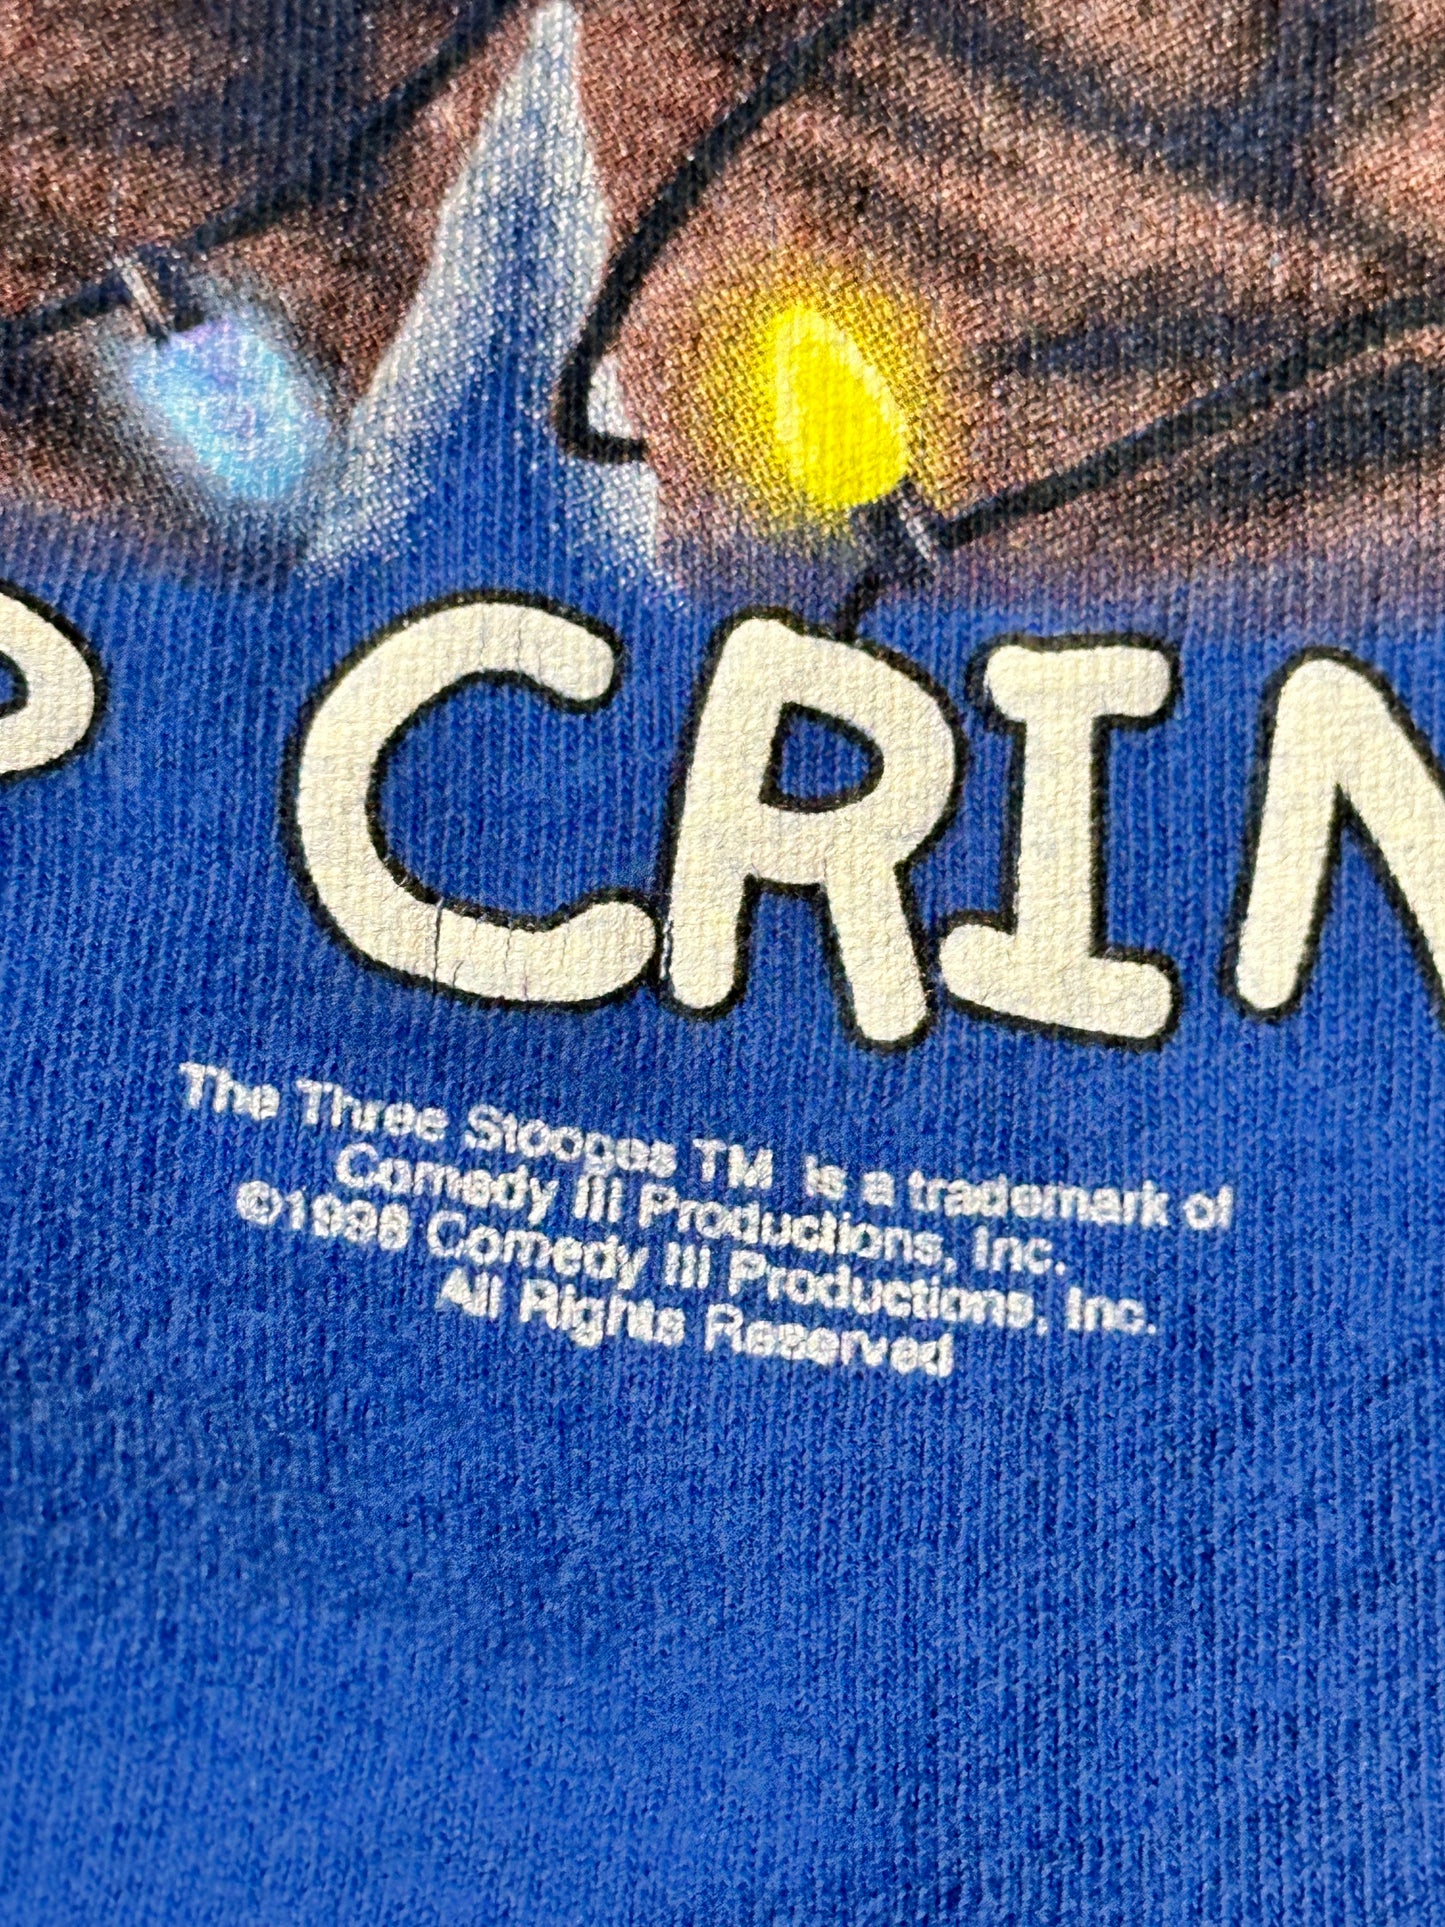 P CRIN
The Three Stooges TM is a trademark of
Comedy III Productions, Inc.
©1998 Comedy III Productions, Inc.
All Rights Reserved